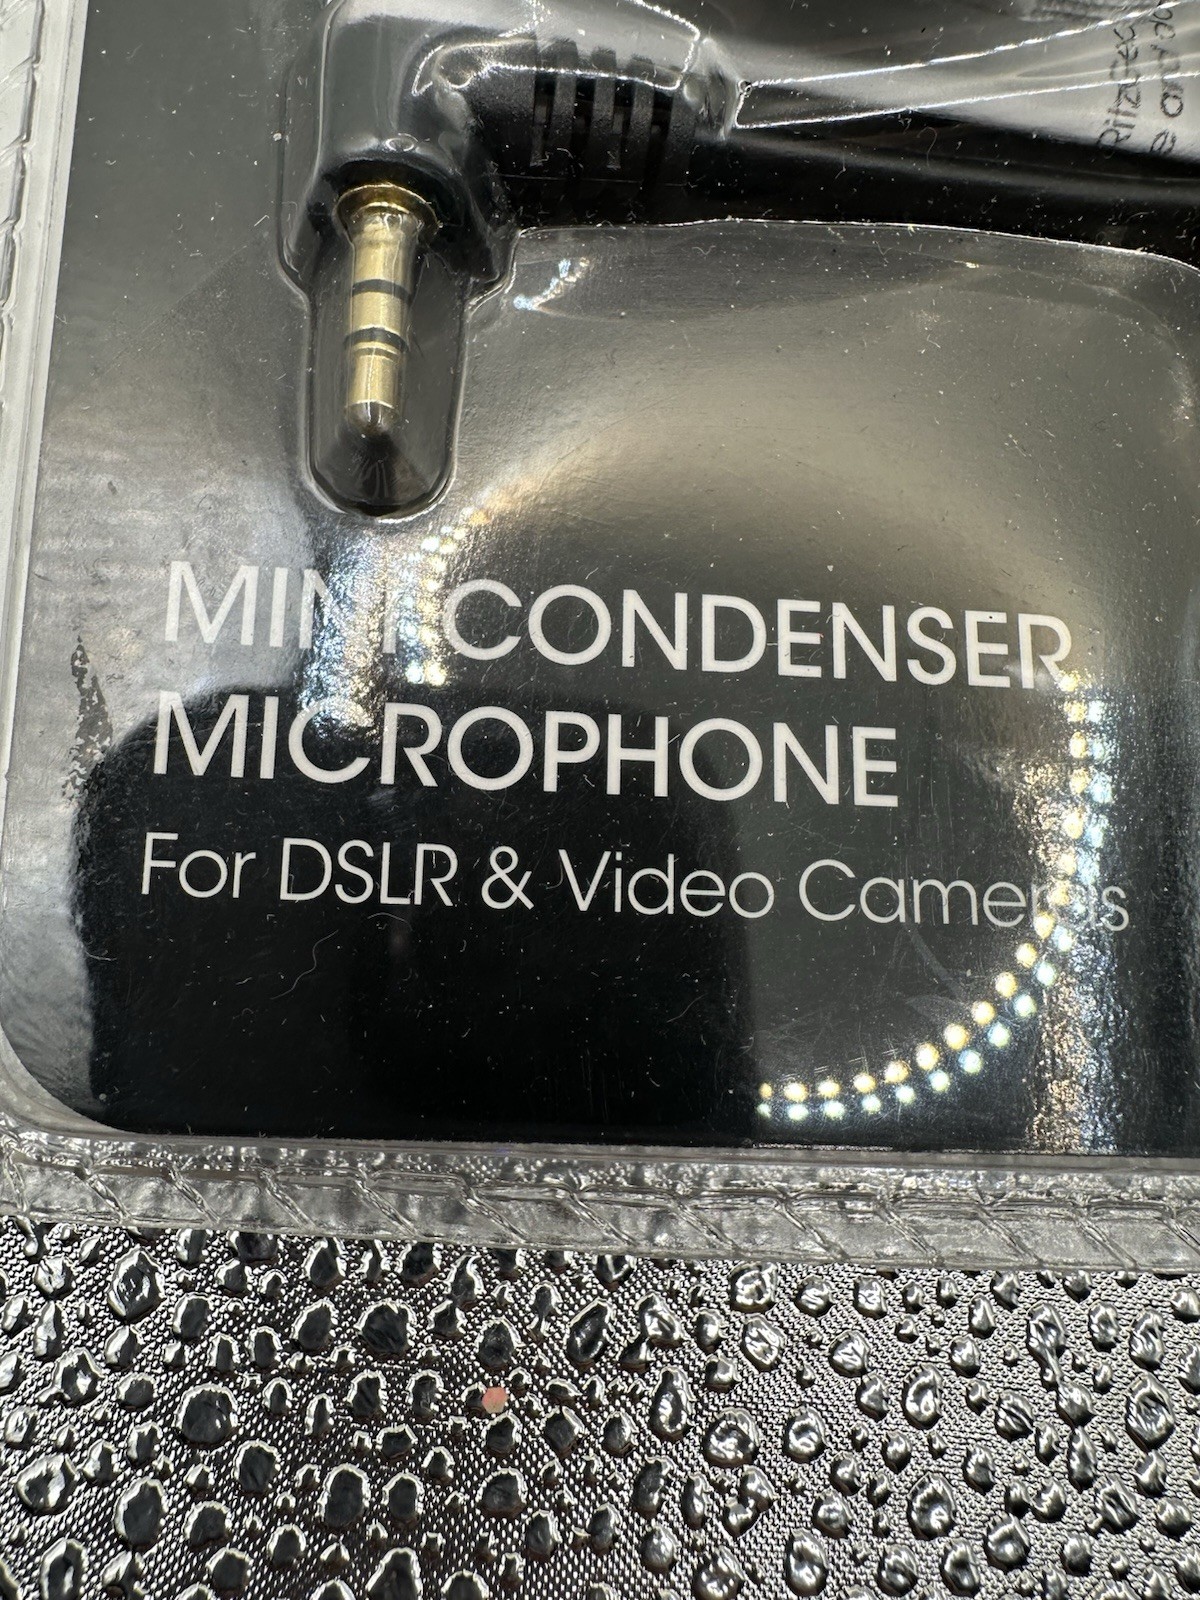 MINI CONDENSER
MICROPHONE
For DSLR & Video Cameras